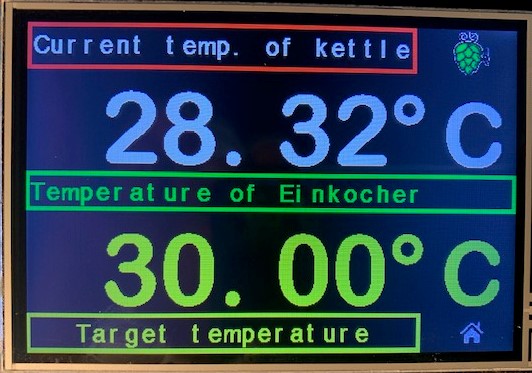 Current temp. of kettle
28.32°C
Temperature of Einkocher
30.00°C
Target temperature